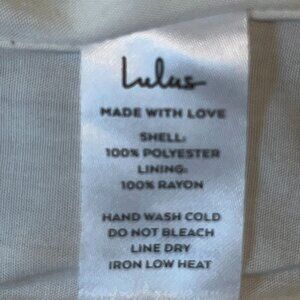 Lulus
MADE WITH LOVE
SHELL:
100% POLYESTER
LINING:
100% RAYON
HAND WASH COLD
DO NOT BLEACH
LINE DRY
IRON LOW HEAT